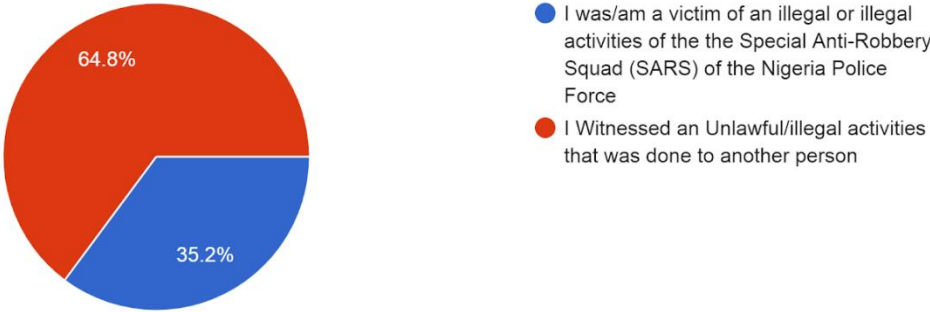 64.8%
35.2%
I was/am a victim of an illegal or illegal
activities of the the Special Anti-Robbery
Squad (SARS) of the Nigeria Police
Force
I Witnessed an Unlawful/illegal activities
that was done to another person